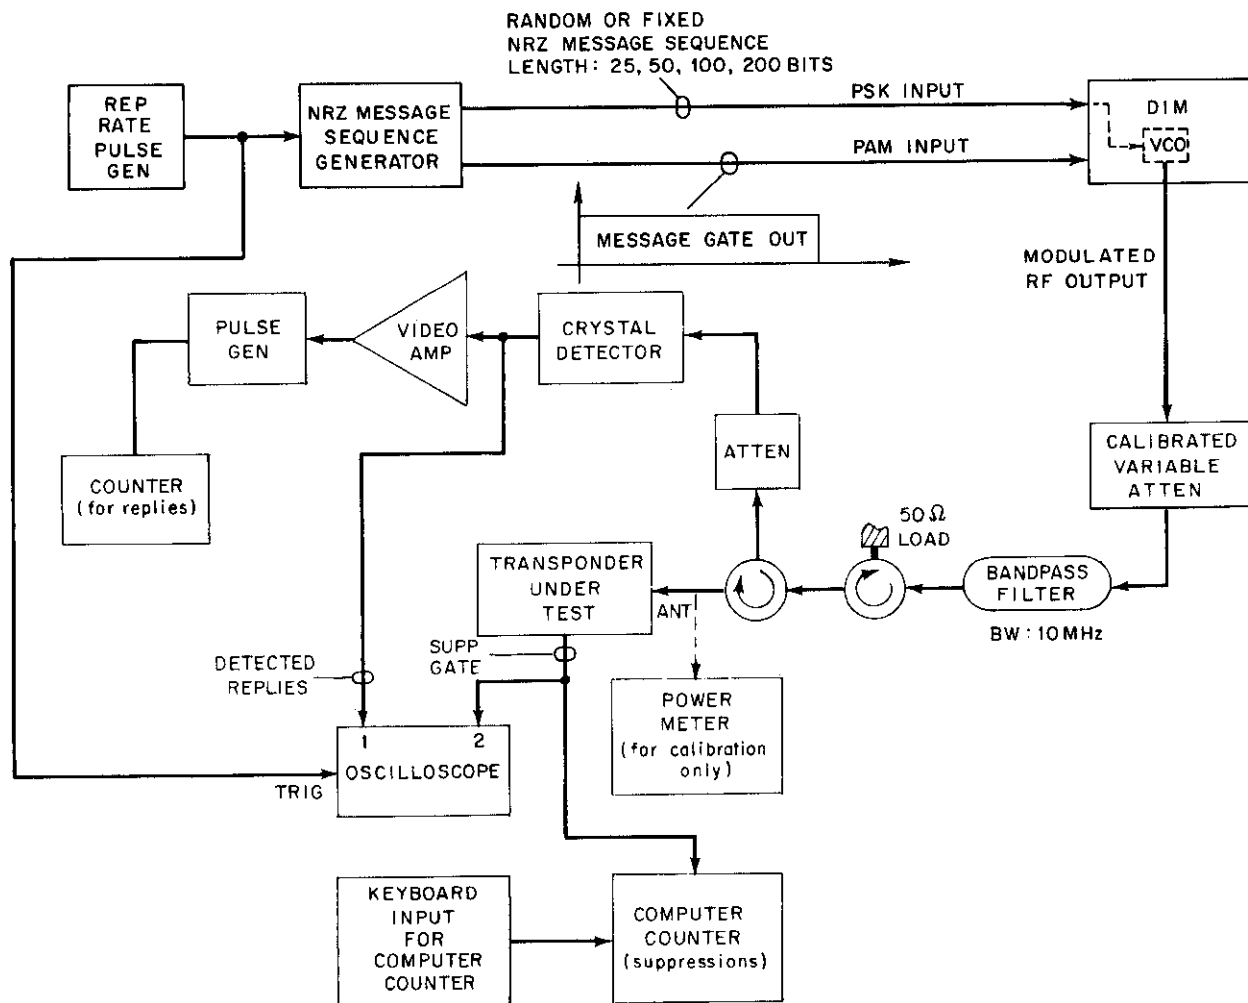 RANDOM OR FIXED
NRZ MESSAGE SEQUENCE
LENGTH: 25, 50, 100, 200 BITS
REP
RATE
PULSE
GEN
NRZ MESSAGE
SEQUENCE
GENERATOR
PSK INPUT
PAM INPUT
DIM
VCO
MESSAGE GATE OUT
MODULATED
RF OUTPUT
PULSE
GEN
VIDEO
AMP
CRYSTAL
DETECTOR
ATTEN
CALIBRATED
VARIABLE
ATTEN
COUNTER
(for replies)
50Ω
LOAD
TRANSPONDER
UNDER
TEST
ANT
BANDPASS
FILTER
BW: 10MHz
SUPP
GATE
DETECTED
REPLIES
POWER
METER
(for calibration
only)
1 2
OSCILLOSCOPE
TRIG
KEYBOARD
INPUT
FOR
COMPUTER
COUNTER
COMPUTER
COUNTER
(suppressions)